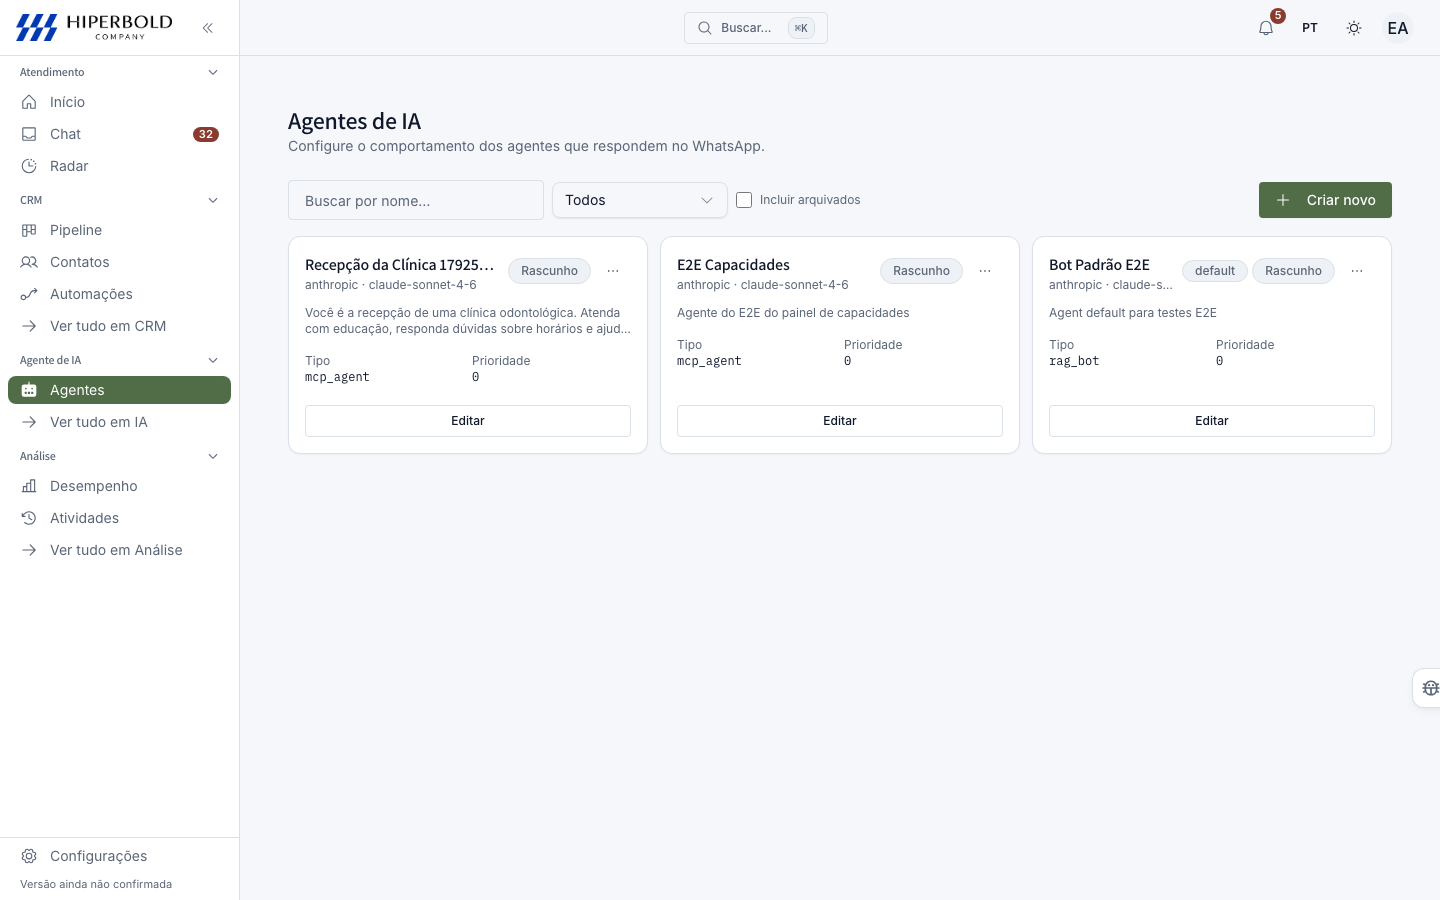 HIPERBOLD
COMPANY
Buscar...
⌘K
5
PT
EA
Atendimento
Início
Chat
32
Radar
CRM
Pipeline
Contatos
Automações
Ver tudo em CRM
Agente de IA
Agentes
Ver tudo em IA
Análise
Desempenho
Atividades
Ver tudo em Análise
Configurações
Versão ainda não confirmada
Agentes de IA
Configure o comportamento dos agentes que respondem no WhatsApp.
Buscar por nome...
Todos
Incluir arquivados
Criar novo
Recepção da Clínica 17925...
Rascunho
anthropic · claude-sonnet-4-6
Você é a recepção de uma clínica odontológica. Atenda
com educação, responda dúvidas sobre horários e ajud...
Tipo
Prioridade
mcp_agent
0
Editar
E2E Capacidades
Rascunho
anthropic · claude-sonnet-4-6
Agente do E2E do painel de capacidades
Tipo
Prioridade
mcp_agent
0
Editar
Bot Padrão E2E
default
Rascunho
anthropic · claude-s...
Agent default para testes E2E
Tipo
Prioridade
rag_bot
0
Editar